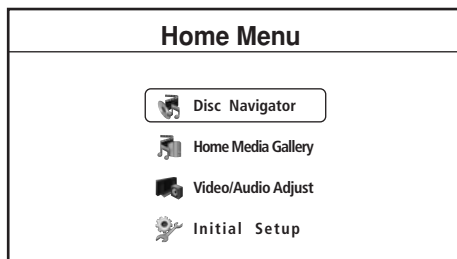 Home Menu
Disc Navigator
Home Media Gallery
Video/Audio Adjust
Initial Setup